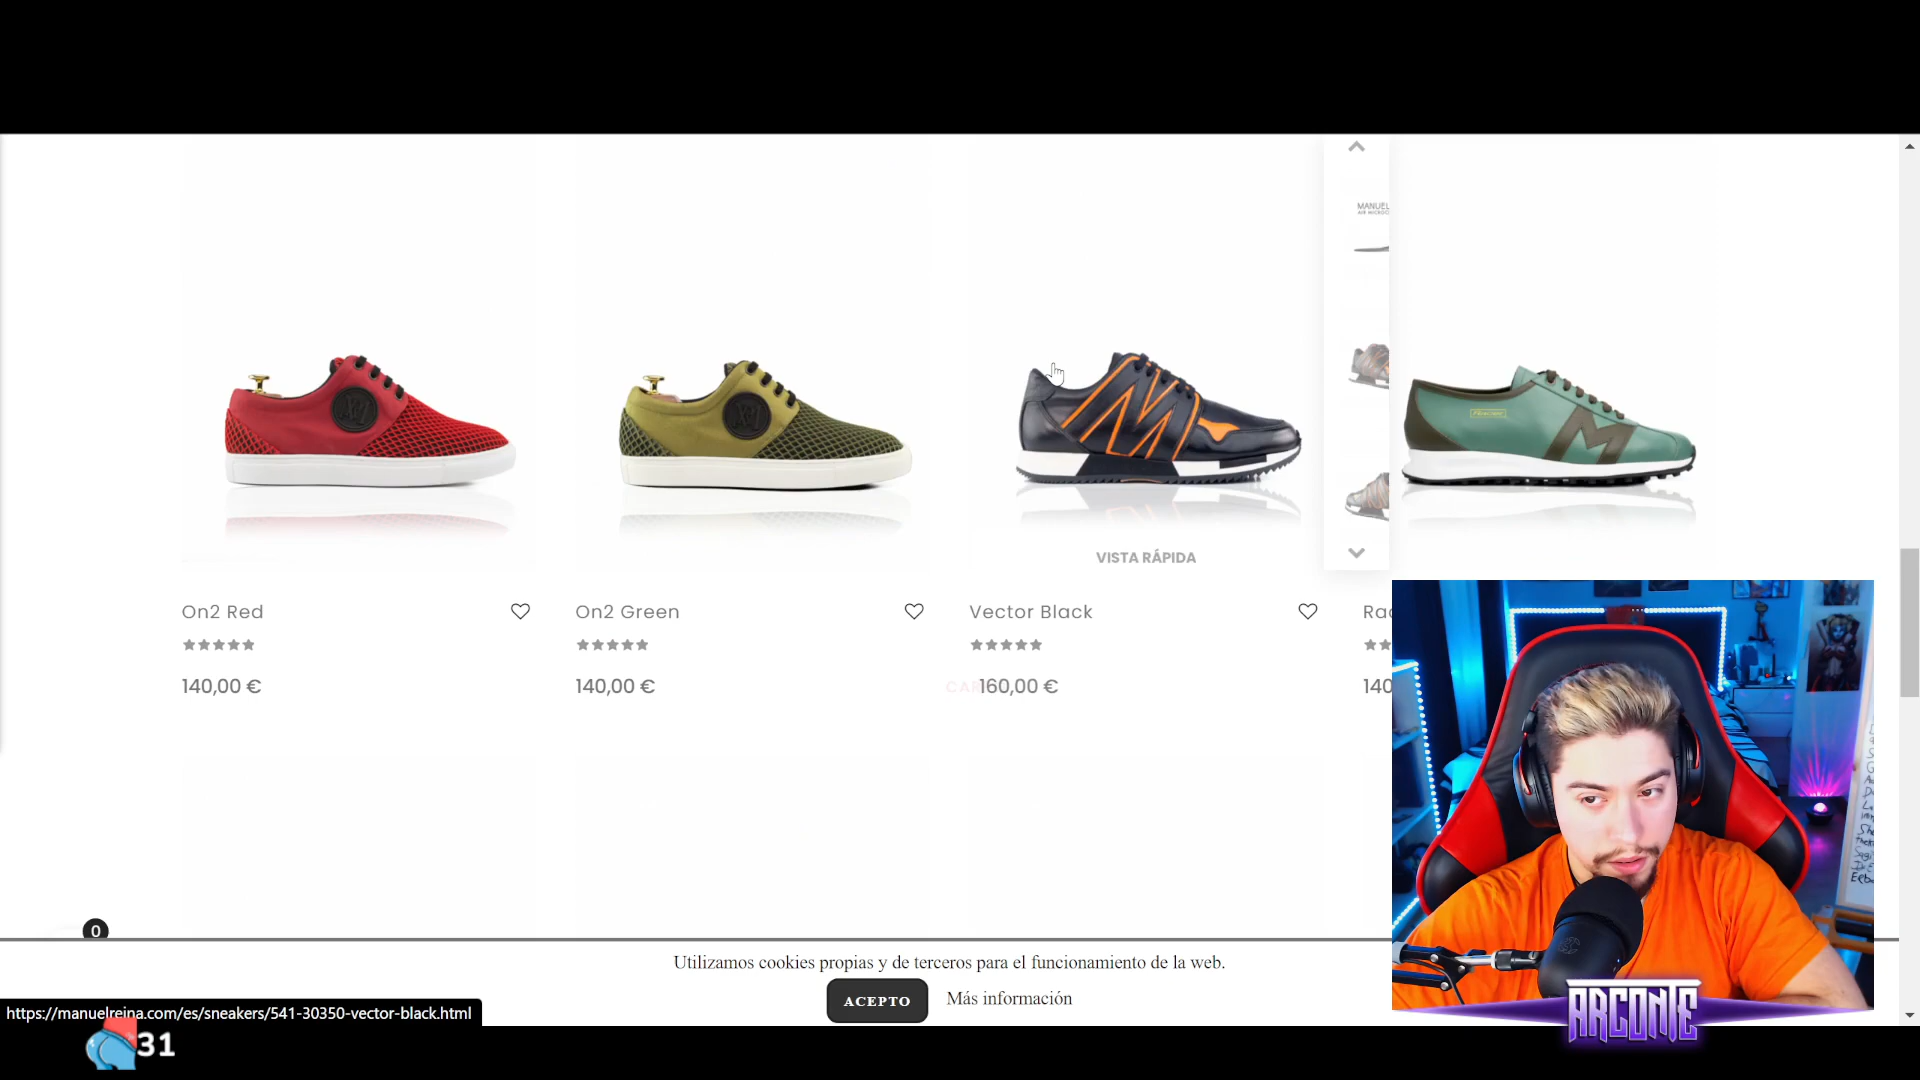 MANUEL
VISTA RÁPIDA
On2 Red
On2 Green
Vector Black
140,00 €
140,00 €
160,00 €
140
0
Utilizamos cookies propias y de terceros para el funcionamiento de la web.
ACEPTO
Más información
https://manuelreina.com/es/sneakers/541-30350-vector-black.html
31
ARCONTE